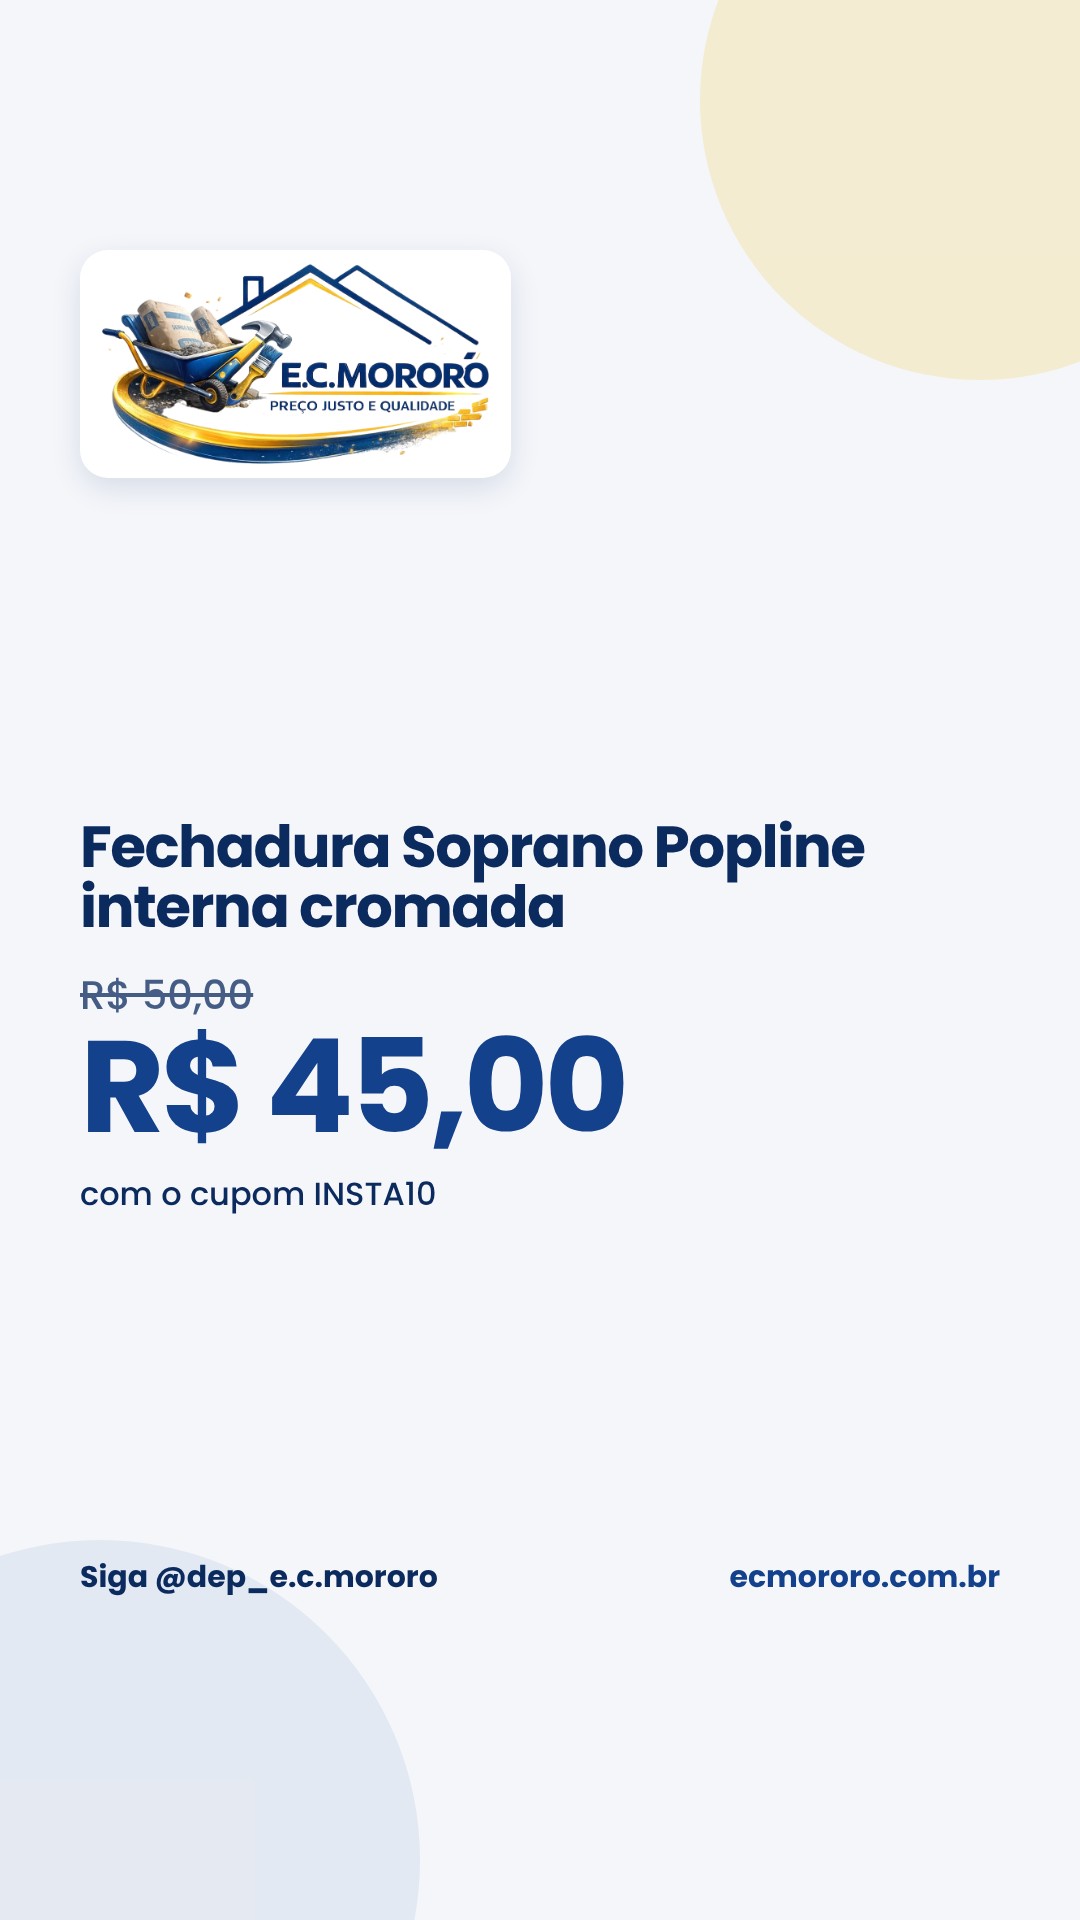 E.C.MORORÓ
PREÇO JUSTO E QUALIDADE
Fechadura Soprano Popline
interna cromada
R$ 50,00
R$ 45,00
com o cupom INSTA10
Siga @dep_e.c.mororo
ecmororo.com.br